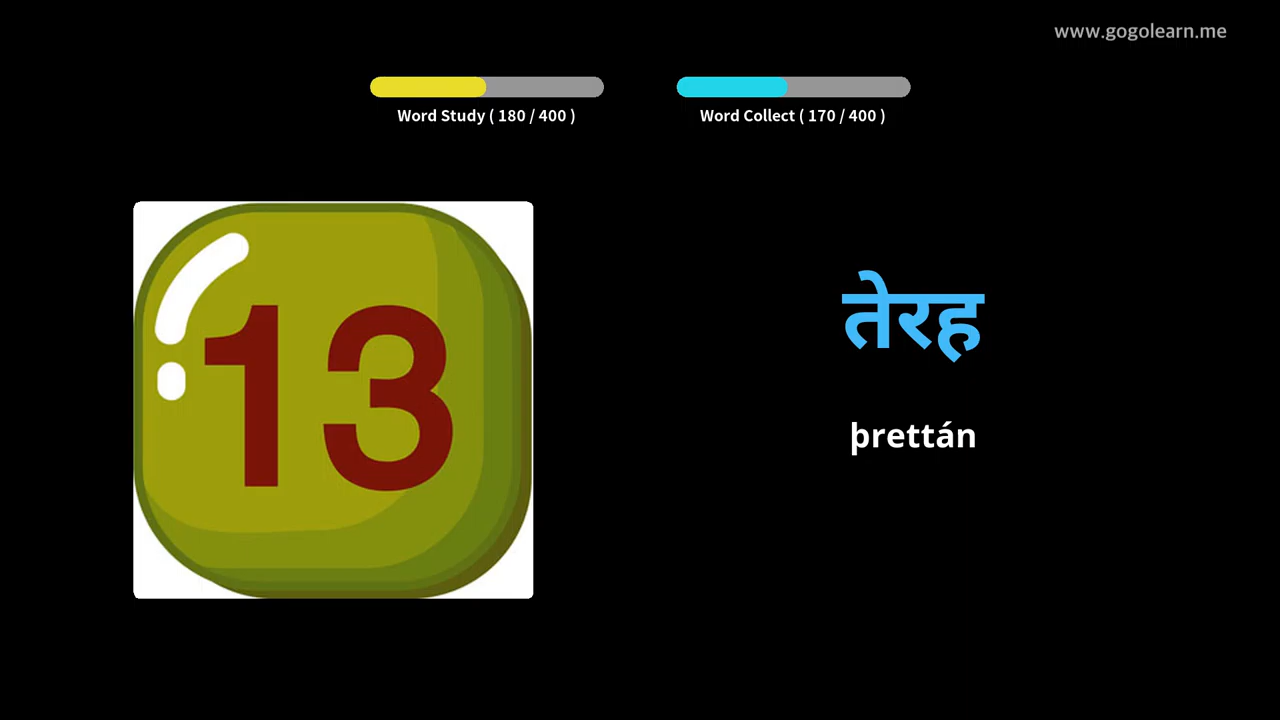 www.gogolearn.me
Word Study ( 180 / 400 )
Word Collect ( 170 / 400 )
13
तेरह
þrettán